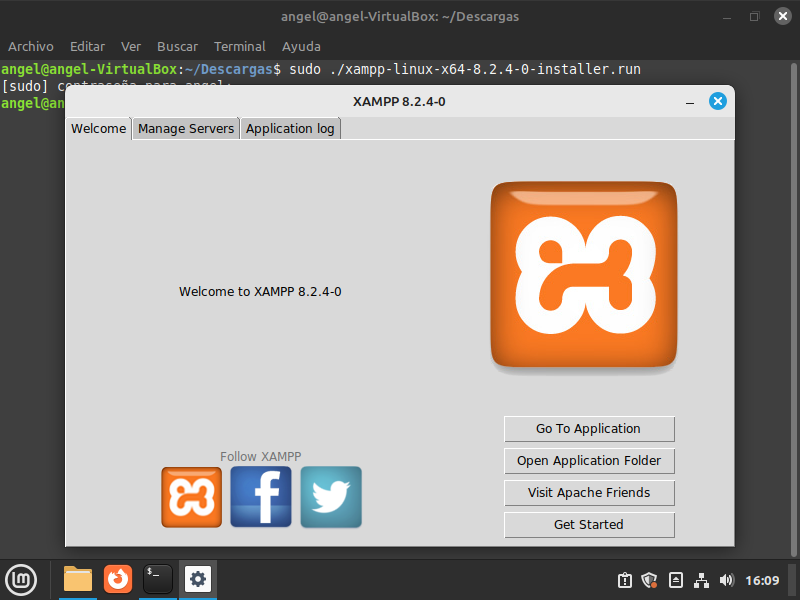 angel@angel-VirtualBox: ~/Descargas
Archivo Editar Ver Buscar Terminal Ayuda
angel@angel-VirtualBox:~/Descargas$ sudo ./xampp-linux-x64-8.2.4-0-installer.run
[sudo] contraseña para angel:
angel@an
XAMPP 8.2.4-0
Welcome Manage Servers Application log
Welcome to XAMPP 8.2.4-0
Go To Application
Follow XAMPP
Open Application Folder
Visit Apache Friends
Get Started
$_
16:09